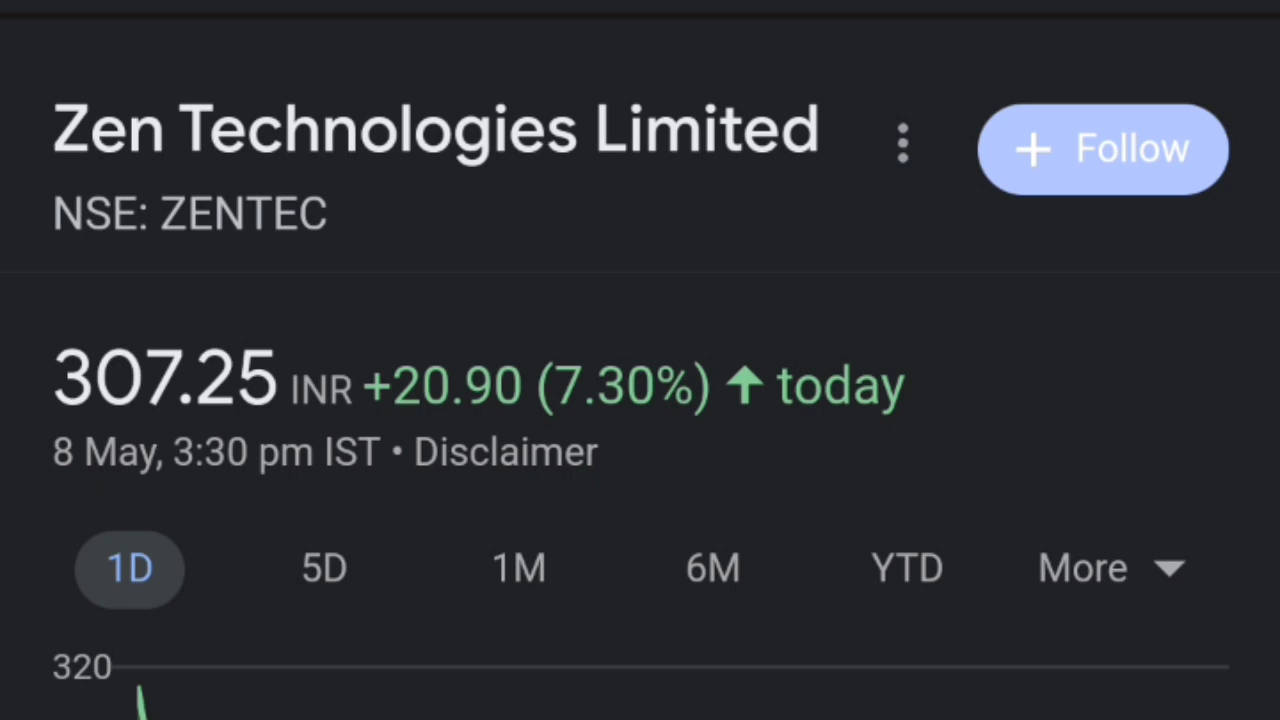 Zen Technologies Limited
+ Follow
NSE: ZENTEC
307.25 INR +20.90 (7.30%) ↑ today
8 May, 3:30 pm IST • Disclaimer
1D 5D 1M 6M YTD More
320